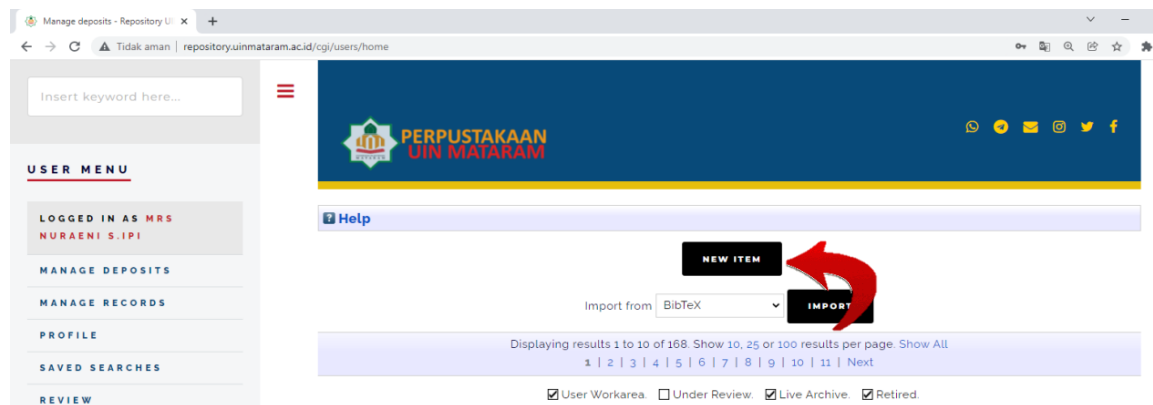 Manage deposits - Repository UI
Tidak aman | repository.uinmataram.ac.id/cgi/users/home
Insert keyword here...
PERPUSTAKAAN
UIN MATARAM
USER MENU
LOGGED IN AS MRS
NURAENI S.IPI
MANAGE DEPOSITS
MANAGE RECORDS
PROFILE
SAVED SEARCHES
REVIEW
Help
NEW ITEM
Import from BibTeX IMPORT
Displaying results 1 to 10 of 168. Show 10, 25 or 100 results per page. Show All
1 | 2 | 3 | 4 | 5 | 6 | 7 | 8 | 9 | 10 | 11 | Next
User Workarea. Under Review. Live Archive. Retired.